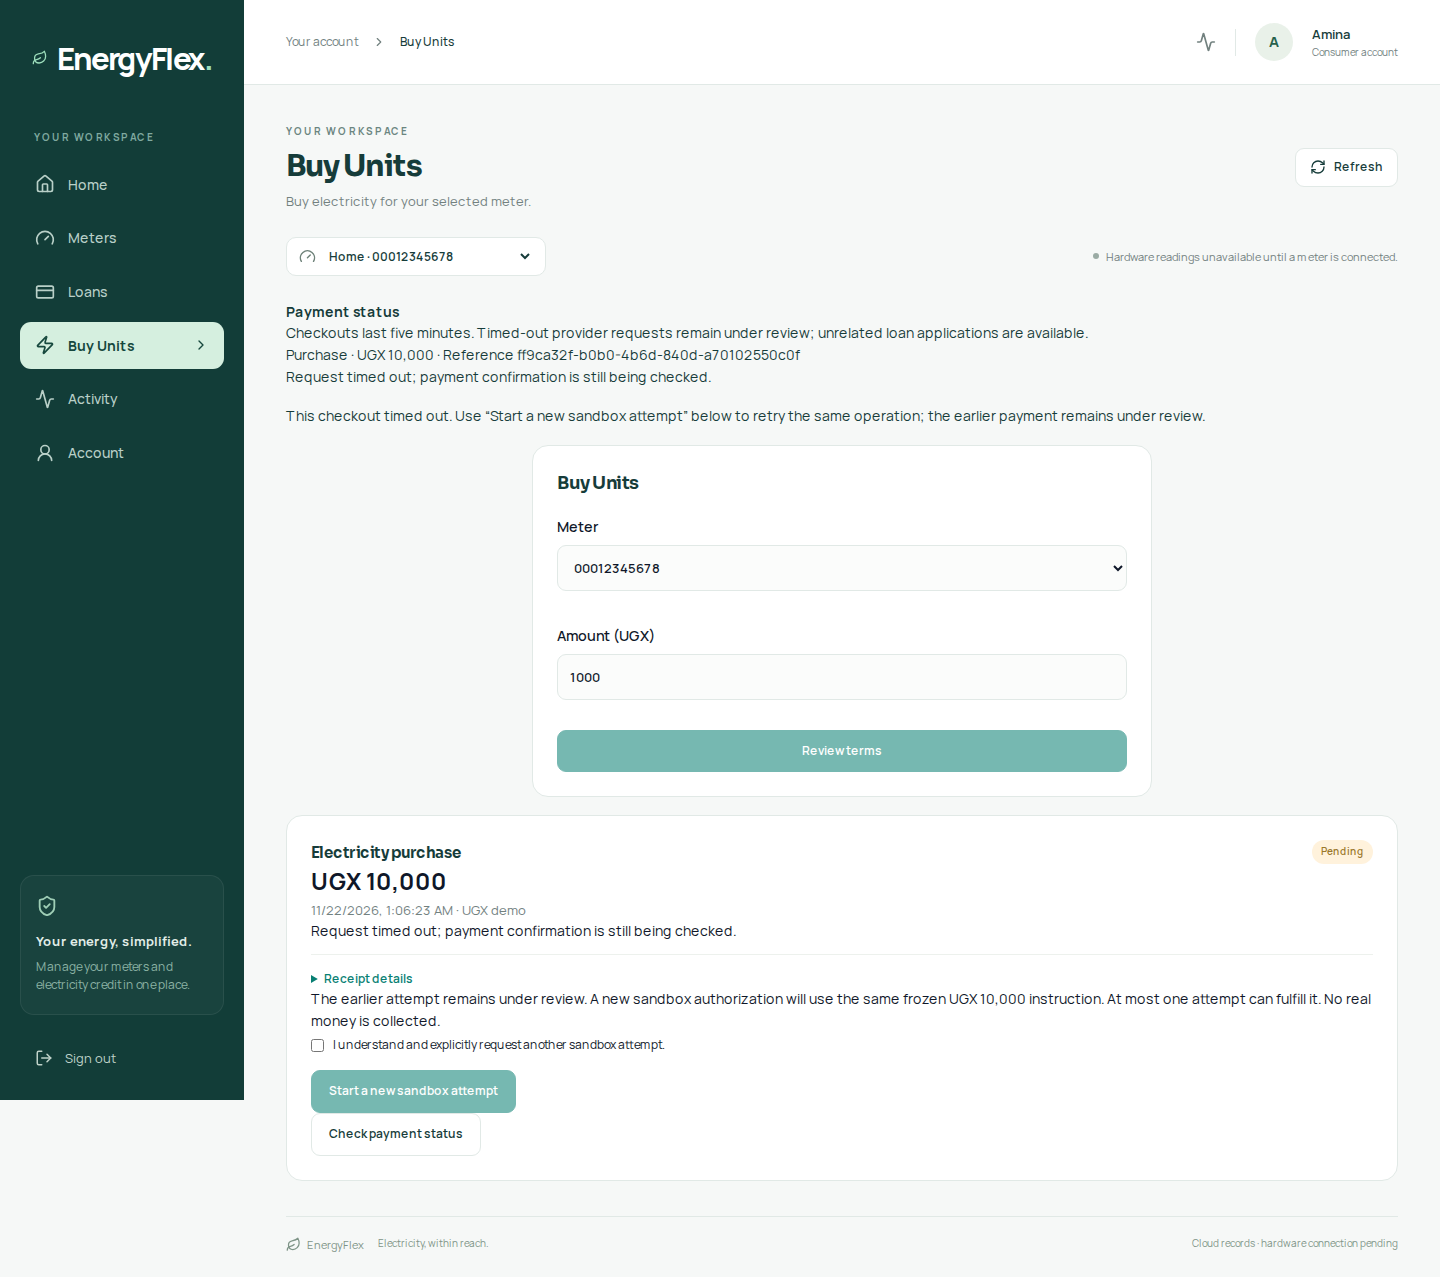 EnergyFlex.
YOUR WORKSPACE
Home
Meters
Loans
Buy Units
Activity
Account
Your energy, simplified.
Manage your meters and
electricity credit in one place.
Sign out
Your account
Buy Units
A
Amina
Consumer account
YOUR WORKSPACE
Buy Units
Buy electricity for your selected meter.
Refresh
Home · 00012345678
Hardware readings unavailable until a meter is connected.
Payment status
Checkouts last five minutes. Timed-out provider requests remain under review; unrelated loan applications are available.
Purchase · UGX 10,000 · Reference ff9ca32f-b0b0-4b6d-840d-a70102550c0f
Request timed out; payment confirmation is still being checked.
This checkout timed out. Use “Start a new sandbox attempt” below to retry the same operation; the earlier payment remains under review.
Buy Units
Meter
00012345678
Amount (UGX)
1000
Review terms
Electricity purchase
Pending
UGX 10,000
11/22/2026, 1:06:23 AM · UGX demo
Request timed out; payment confirmation is still being checked.
Receipt details
The earlier attempt remains under review. A new sandbox authorization will use the same frozen UGX 10,000 instruction. At most one attempt can fulfill it. No real
money is collected.
I understand and explicitly request another sandbox attempt.
Start a new sandbox attempt
Check payment status
EnergyFlex
Electricity, within reach.
Cloud records · hardware connection pending